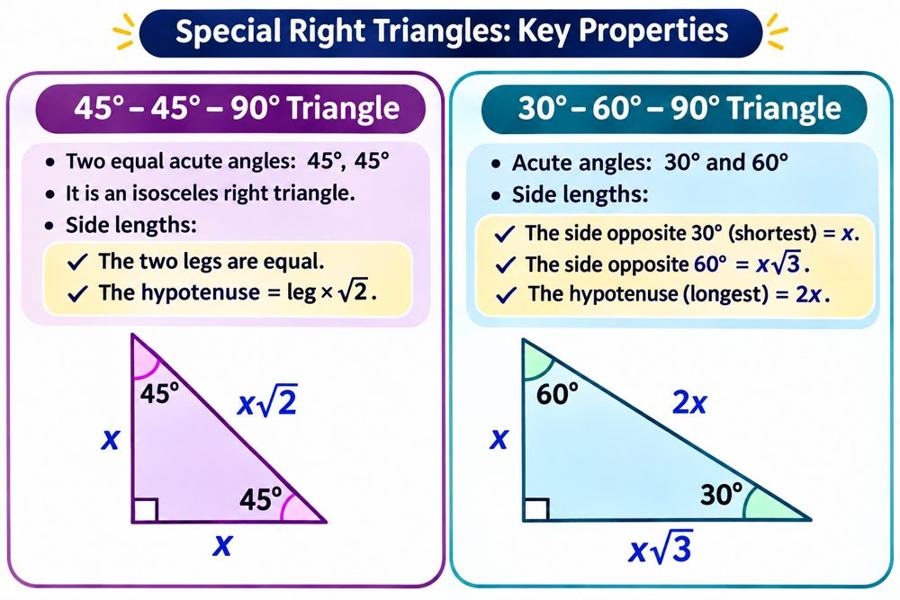 Special Right Triangles: Key Properties
45° – 45° – 90° Triangle
• Two equal acute angles: 45°, 45°
• It is an isosceles right triangle.
• Side lengths:
✓ The two legs are equal.
✓ The hypotenuse = leg × √2.
45°
x√2
x
45°
x
30° – 60° – 90° Triangle
• Acute angles: 30° and 60°
• Side lengths:
✓ The side opposite 30° (shortest) = x.
✓ The side opposite 60° = x√3.
✓ The hypotenuse (longest) = 2x.
60°
2x
x
30°
x√3